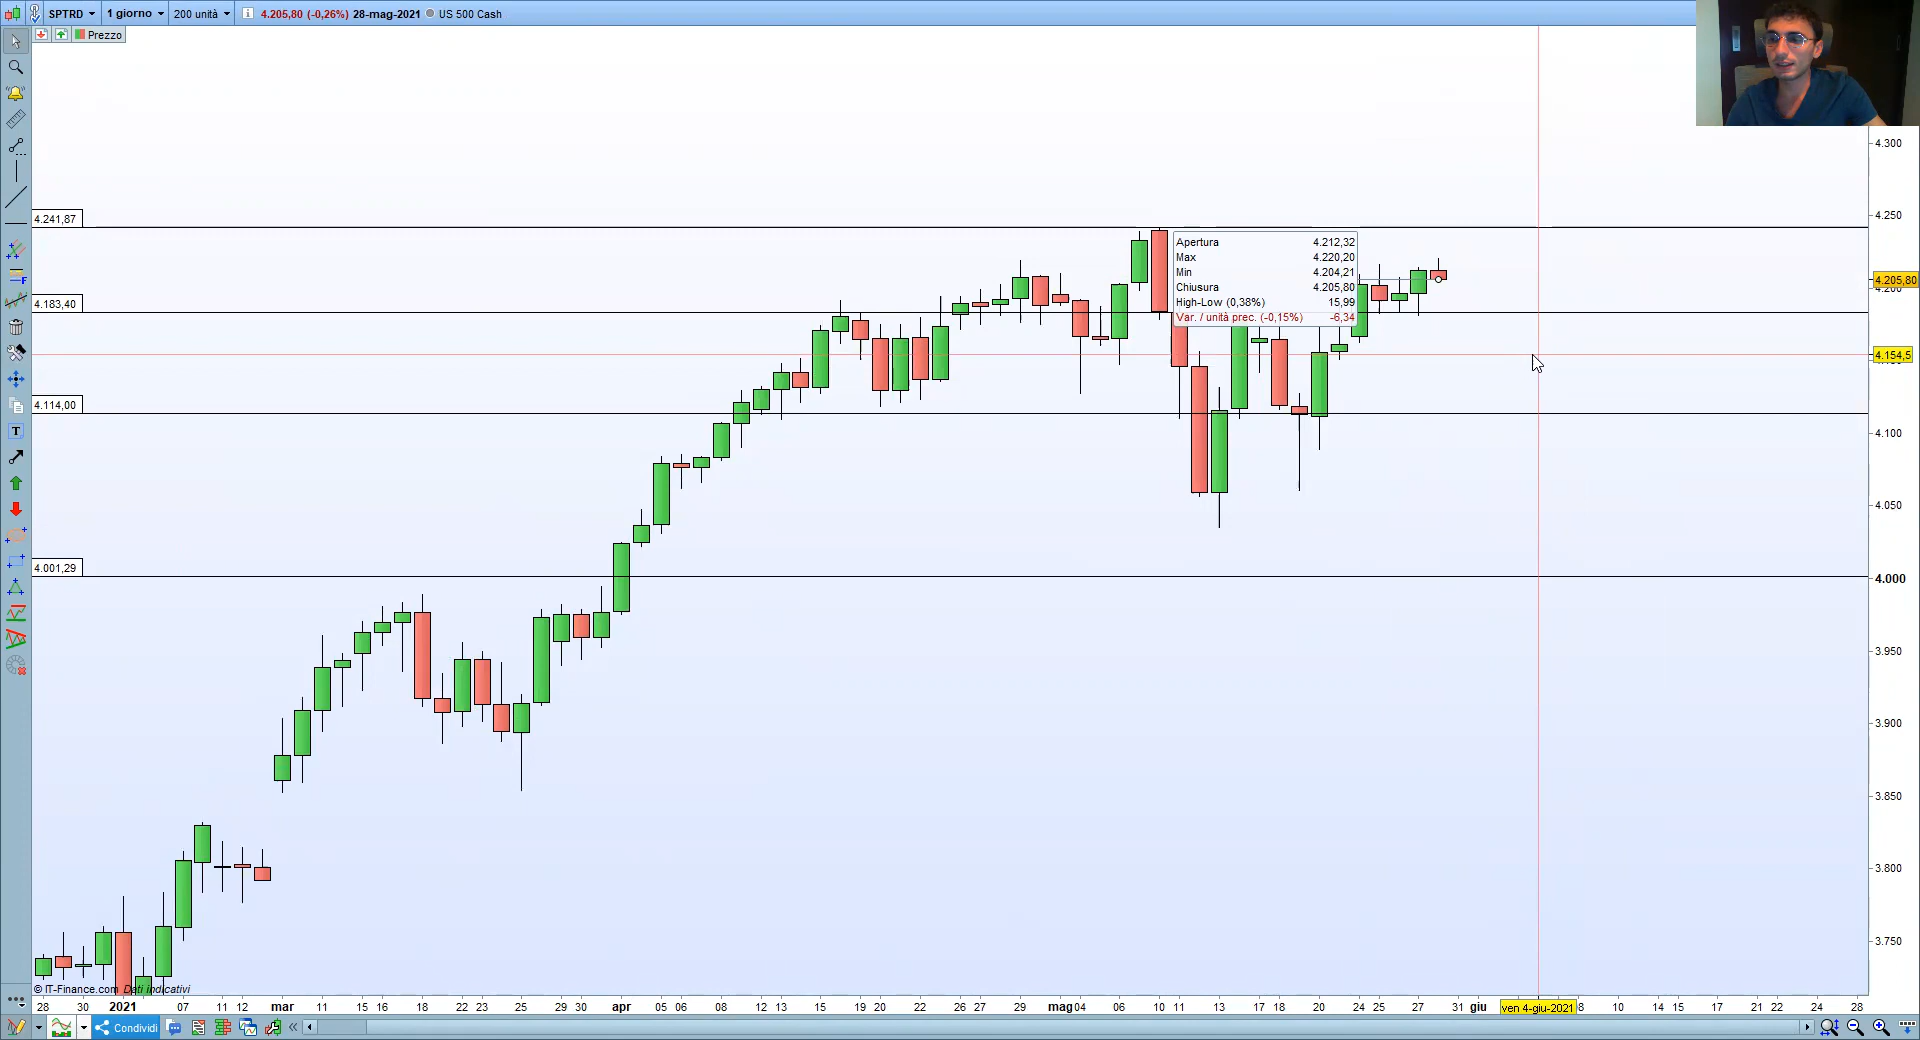 SPTRD 1 giorno 200 unità 4.205,80 (-0,26%) 28-mag-2021 US 500 Cash
Prezzo
4.300
4.241,87
4.250
Apertura 4.212,32
Max 4.220,20
Min 4.204,21
Chiusura 4.205,80
High-Low (0,38%) 15,99
Var. / unità prec. (-0,15%) -6,34
4.205,80
4.183,40
4.154,5
4.114,00
4.100
4.050
4.001,29
4.000
3.950
3.900
3.850
3.800
3.750
© IT-Finance.com Dati indicativi
28 30 2021 07 11 12 mar 11 15 16 18 22 23 25 29 30 apr 05 06 08 12 13 15 19 20 22 26 27 29 mag 04 06 10 11 13 17 18 20 24 25 27 31 giu ven 4-giu-2021 8 10 14 15 17 21 22 24 28
Condividi